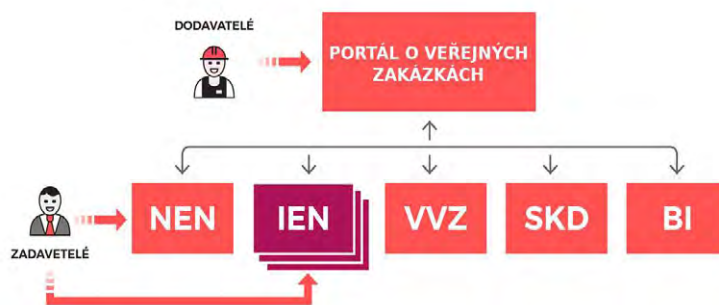 DODAVATELÉ
PORTÁL O VEŘEJNÝCH
ZAKÁZKÁCH
NEN
IEN
VVZ
SKD
BI
ZADAVETELÉ